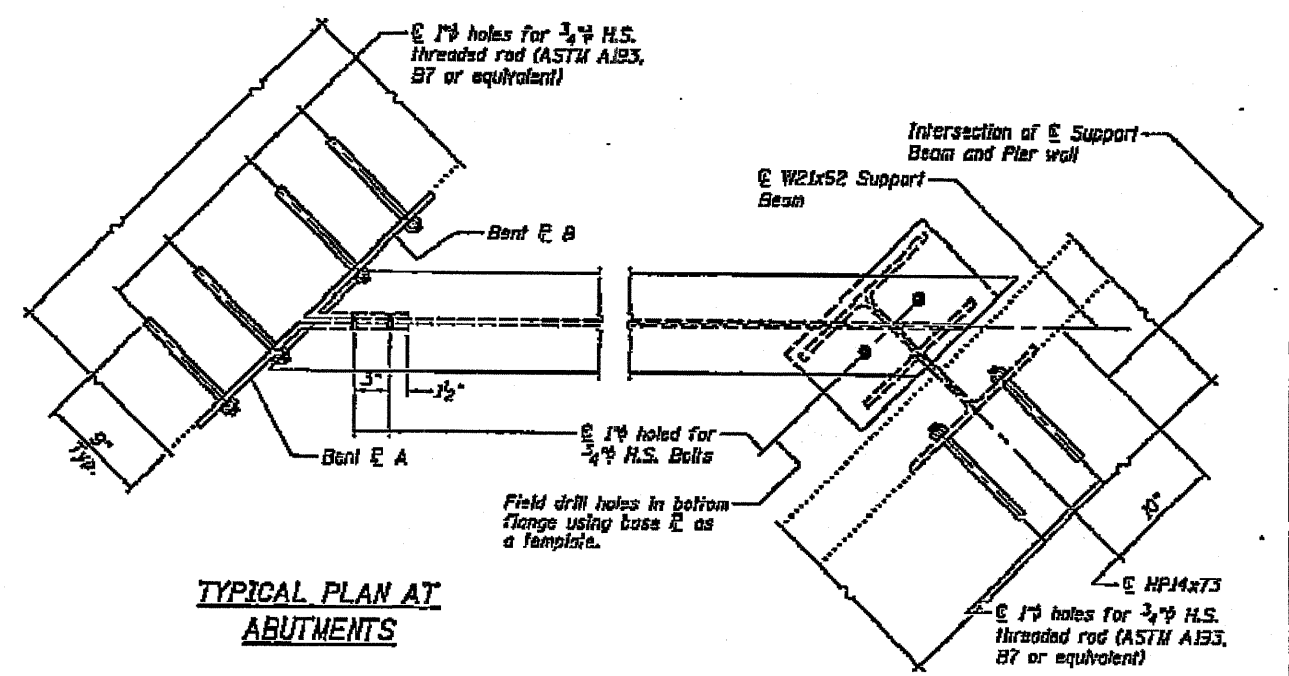 ℄ 1"ϕ holes for 3/4"ϕ H.S.
threaded rod (ASTM A193,
B7 or equivalent)
Intersection of ℄ Support
Beam and Pier wall
℄ W21x52 Support
Beam
Bent ℙ B
3"
1½"
9"
Typ.
Bent ℙ A
℄ 1"ϕ holed for
3/4"ϕ H.S. Bolts
Field drill holes in bottom
flange using base ℙ as
a template.
10"
℄ HP14x73
℄ 1"ϕ holes for 3/4"ϕ H.S.
threaded rod (ASTM A193,
B7 or equivalent)
TYPICAL PLAN AT
ABUTMENTS